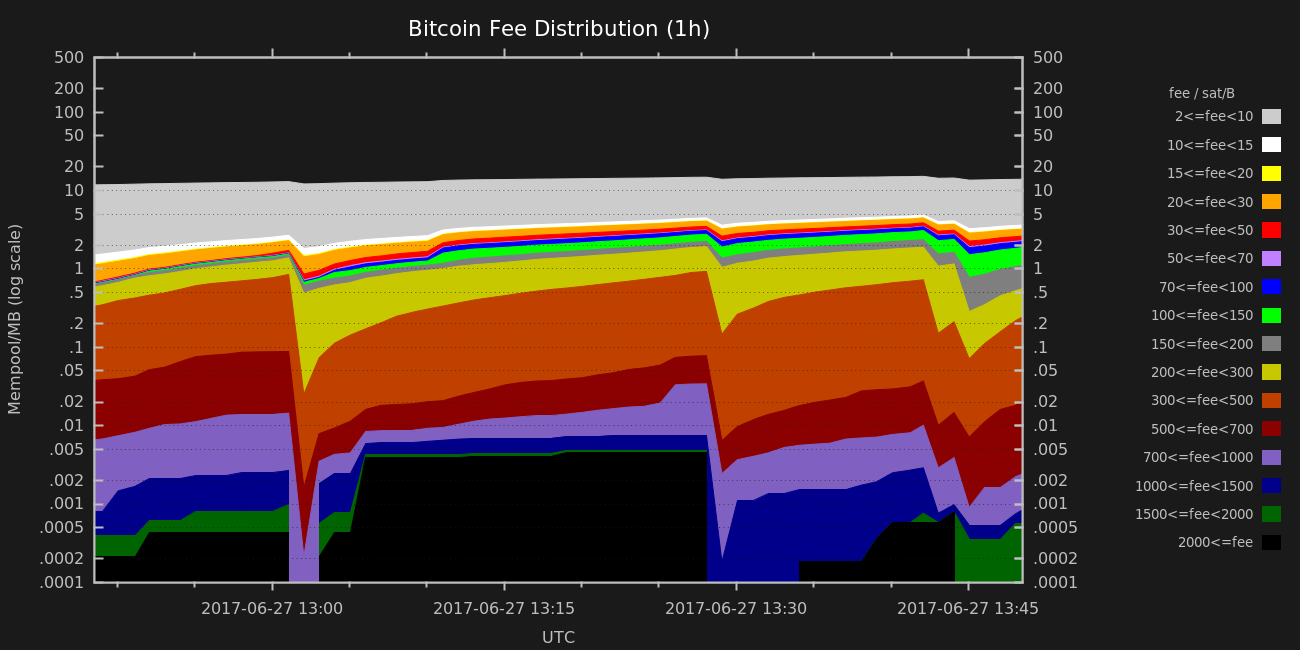 Bitcoin Fee Distribution (1h)
500 500
200 200
100 100
50 50
20 20
10 10
5 5
2 2
1 1
.5 .5
.2 .2
.1 .1
.05 .05
.02 .02
.01 .01
.005 .005
.002 .002
.001 .001
.0005 .0005
.0002 .0002
.0001 .0001
Mempool/MB (log scale)
2017-06-27 13:00 2017-06-27 13:15 2017-06-27 13:30 2017-06-27 13:45
UTC
fee / sat/B
2<=fee<10
10<=fee<15
15<=fee<20
20<=fee<30
30<=fee<50
50<=fee<70
70<=fee<100
100<=fee<150
150<=fee<200
200<=fee<300
300<=fee<500
500<=fee<700
700<=fee<1000
1000<=fee<1500
1500<=fee<2000
2000<=fee